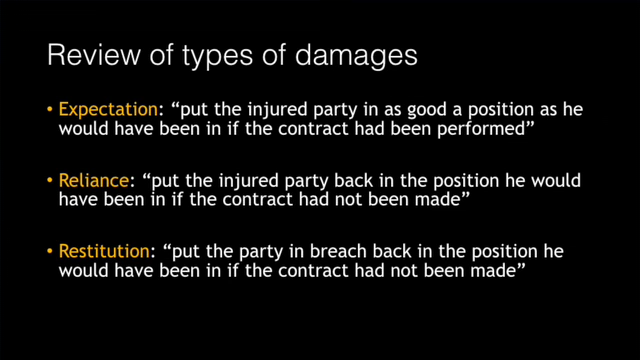 Review of types of damages
• Expectation: “put the injured party in as good a position as he
would have been in if the contract had been performed”
• Reliance: “put the injured party back in the position he would
have been in if the contract had not been made”
• Restitution: “put the party in breach back in the position he
would have been in if the contract had not been made”